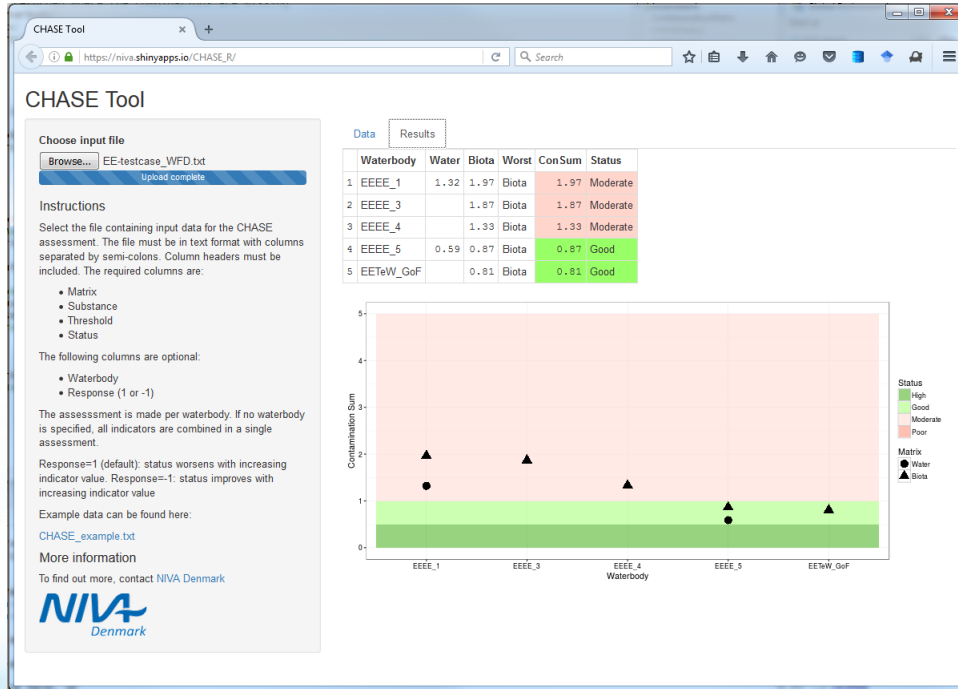 CHASE Tool
https://niva.shinyapps.io/CHASE_R/
Search
CHASE Tool
Choose input file
Browse... EE-testcase_WFD.txt
Upload complete
Instructions
Select the file containing input data for the CHASE
assessment. The file must be in text format with columns
separated by semi-colons. Column headers must be
included. The required columns are:
Matrix
Substance
Threshold
Status
The following columns are optional:
Waterbody
Response (1 or -1)
The assesssment is made per waterbody. If no waterbody
is specified, all indicators are combined in a single
assessment.
Response=1 (default): status worsens with increasing
indicator value. Response=-1: status improves with
increasing indicator value
Example data can be found here:
CHASE_example.txt
More information
To find out more, contact NIVA Denmark
NIVA
Denmark
Data Results
Waterbody Water Biota Worst ConSum Status
1 EEEE_1 1.32 1.97 Biota 1.97 Moderate
2 EEEE_3 1.87 Biota 1.87 Moderate
3 EEEE_4 1.33 Biota 1.33 Moderate
4 EEEE_5 0.59 0.87 Biota 0.87 Good
5 EETeW_GoF 0.81 Biota 0.81 Good
Contamination Sum
5
4
3
2
1
0
EEEE_1 EEEE_3 EEEE_4 EEEE_5 EETeW_GoF
Waterbody
Status
High
Good
Moderate
Poor
Matrix
Water
Biota